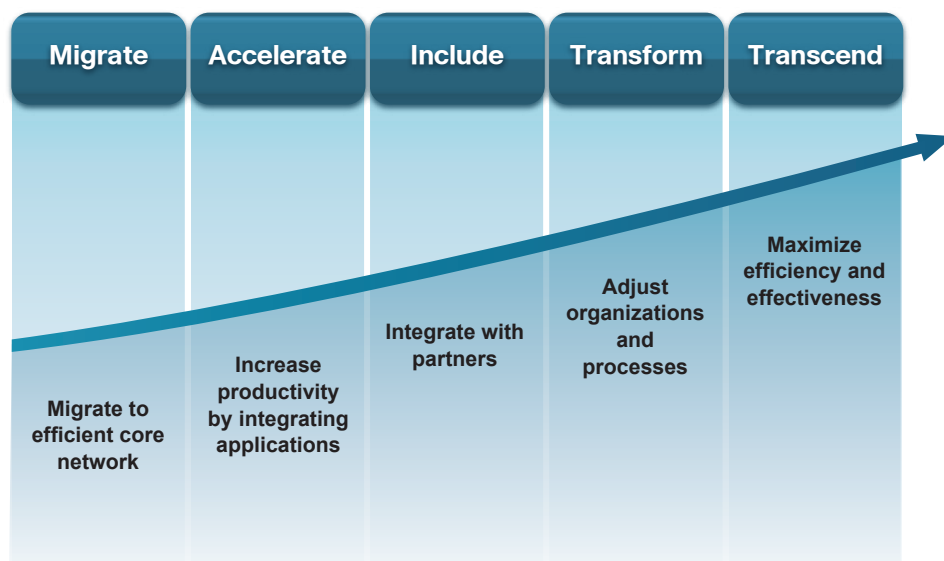 Migrate
Accelerate
Include
Transform
Transcend
Migrate to
efficient core
network
Increase
productivity
by integrating
applications
Integrate with
partners
Adjust
organizations
and
processes
Maximize
efficiency and
effectiveness